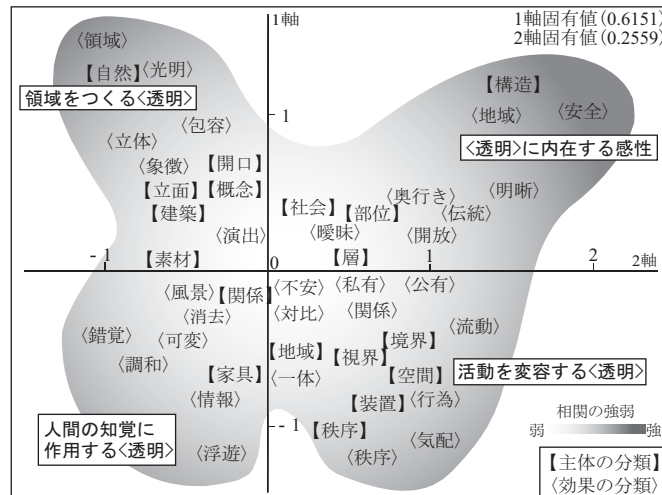 1軸
1軸固有値(0.6151)
2軸固有値(0.2559)
〈領域〉
【自然】〈光明〉
領域をつくる<透明>
【構造】
〈地域〉
〈安全〉
1
〈包容〉
〈立体〉
<透明>に内在する感性
〈象徴〉
【開口】
【立面】
【概念】
〈奥行き〉
〈明晰〉
【建築】
【社会】
【部位】
〈伝統〉
〈演出〉
〈曖昧〉
〈開放〉
【素材】
【層】
- 1
0
1
2
2軸
〈風景〉
【関係】
〈不安〉
〈私有〉
〈公有〉
〈消去〉
〈対比〉
〈関係〉
〈流動〉
〈錯覚〉
〈可変〉
【境界】
〈調和〉
【地域】
【視界】
【家具】
〈一体〉
【空間】
活動を変容する<透明>
〈情報〉
【装置】
〈行為〉
相関の強弱
弱
強
人間の知覚に
作用する<透明>
- 1
【秩序】
〈気配〉
〈浮遊〉
〈秩序〉
【主体の分類】
〈効果の分類〉